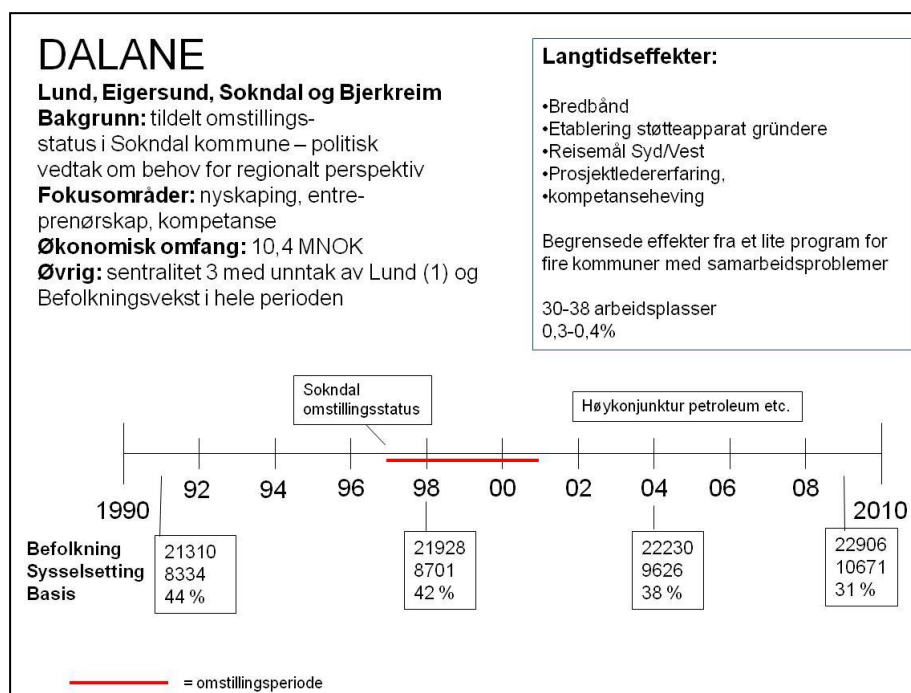 DALANE
Lund, Eigersund, Sokndal og Bjerkreim
Bakgrunn: tildelt omstillings-
status i Sokndal kommune – politisk
vedtak om behov for regionalt perspektiv
Fokusområder: nyskaping, entre-
prenørskap, kompetanse
Økonomisk omfang: 10,4 MNOK
Øvrig: sentralitet 3 med unntak av Lund (1) og
Befolkningsvekst i hele perioden
Langtidseffekter:
•Bredbånd
•Etablering støtteapparat gründere
•Reisemål Syd/Vest
•Prosjektledererfaring,
•kompetanseheving
Begrensede effekter fra et lite program for
fire kommuner med samarbeidsproblemer
30-38 arbeidsplasser
0,3-0,4%
Sokndal
omstillingsstatus
Høykonjunktur petroleum etc.
1990 92 94 96 98 00 02 04 06 08 2010
Befolkning 21310 21928 22230 22906
Sysselsetting 8334 8701 9626 10671
Basis 44 % 42 % 38 % 31 %
= omstillingsperiode